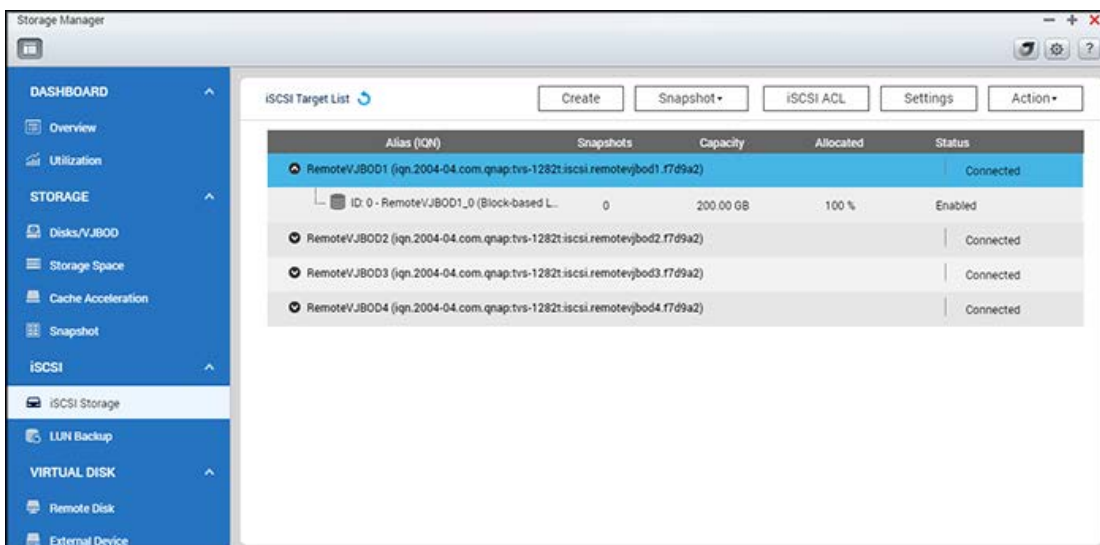 Storage Manager
DASHBOARD
Overview
Utilization
STORAGE
Disks/VJBOD
Storage Space
Cache Acceleration
Snapshot
iSCSI
iSCSI Storage
LUN Backup
VIRTUAL DISK
Remote Disk
External Device
iSCSI Target List Create Snapshot iSCSI ACL Settings Action
Alias (IQN) Snapshots Capacity Allocated Status
RemoteVJBOD1 (iqn.2004-04.com.qnap:tvs-1282t:iscsi.remotevjbod1.f7d9a2) Connected
ID: 0 - RemoteVJBOD1_0 (Block-based L... 0 200.00 GB 100 % Enabled
RemoteVJBOD2 (iqn.2004-04.com.qnap:tvs-1282t:iscsi.remotevjbod2.f7d9a2) Connected
RemoteVJBOD3 (iqn.2004-04.com.qnap:tvs-1282t:iscsi.remotevjbod3.f7d9a2) Connected
RemoteVJBOD4 (iqn.2004-04.com.qnap:tvs-1282t:iscsi.remotevjbod4.f7d9a2) Connected